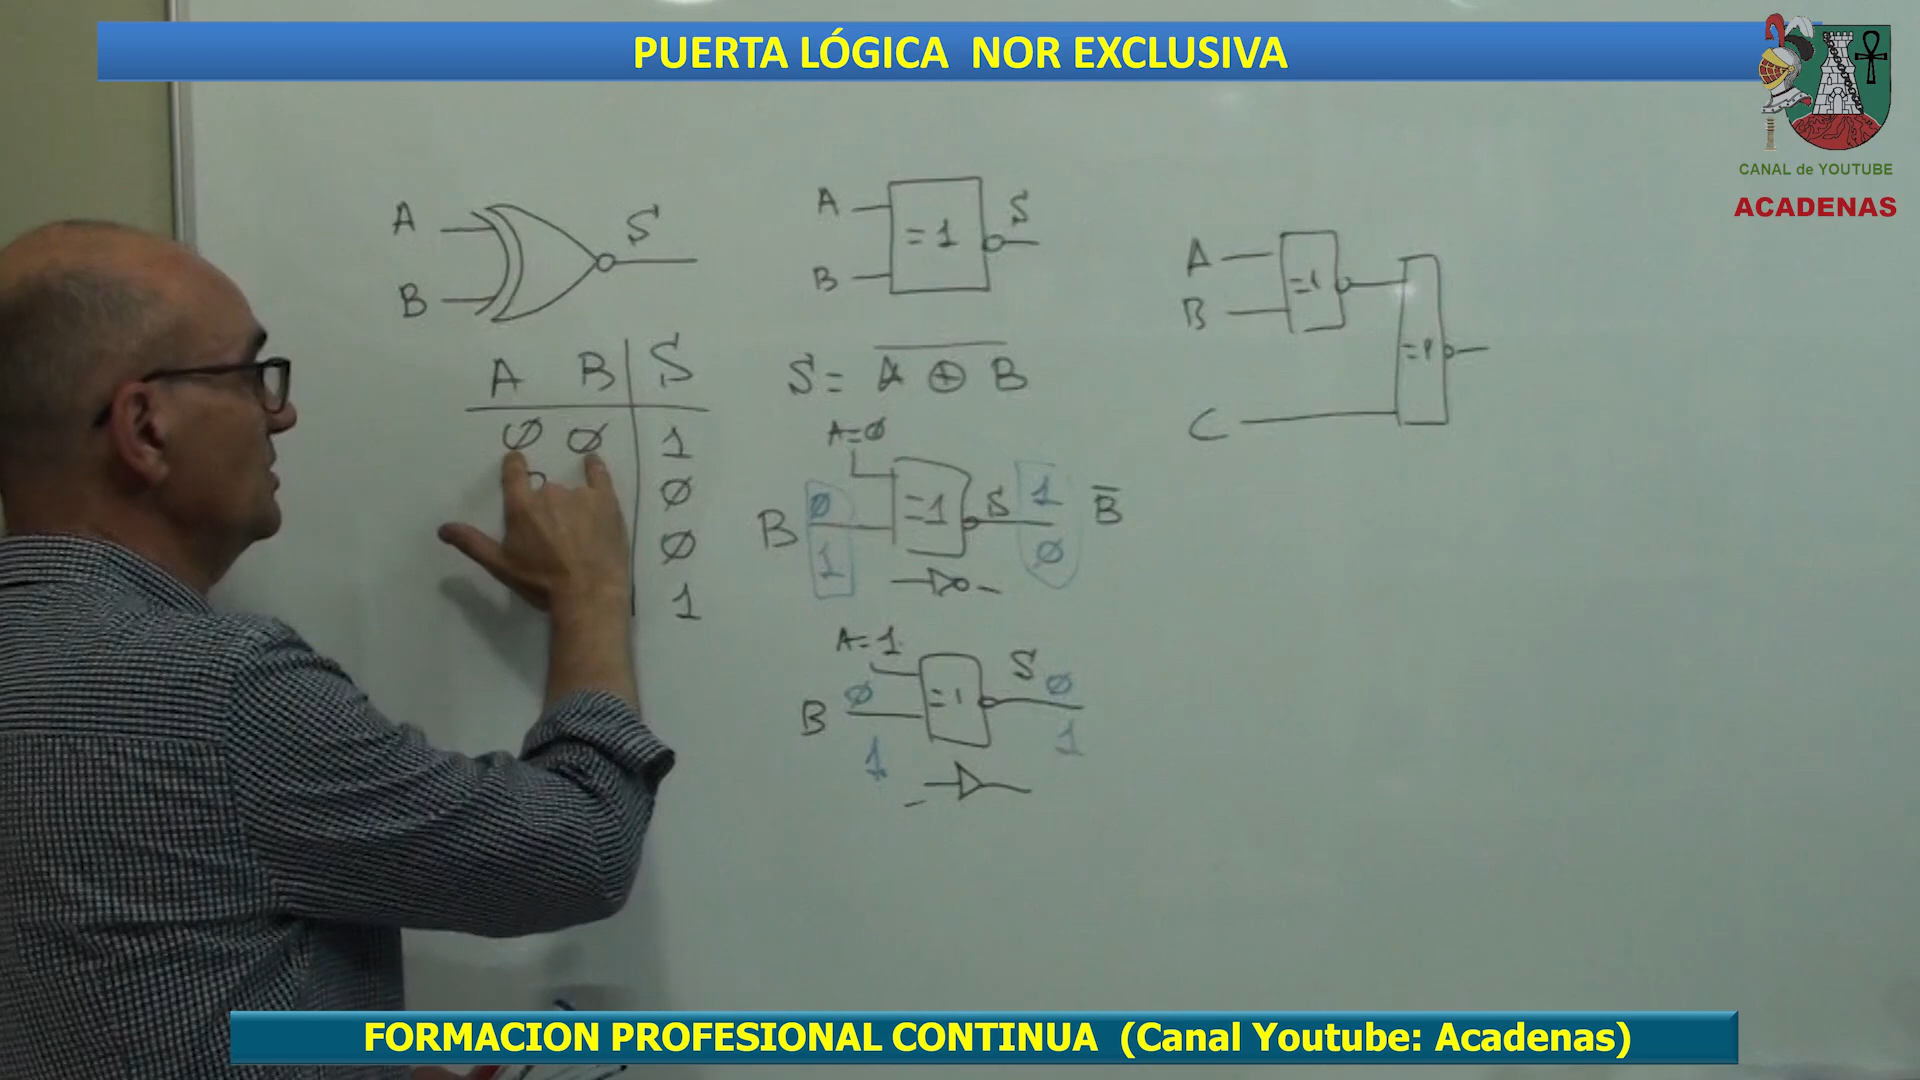 PUERTA LÓGICA NOR EXCLUSIVA
CANAL de YOUTUBE
ACADENAS
A
B
S
A
B
=1
S
A
B
=1
C
A B S
∅ ∅ 1
∅
∅
1
S = A ⊕ B
A=∅
B
∅
1
=1
S
1
∅
B̅
A=1
B
∅
1
=1
S
∅
1
FORMACION PROFESIONAL CONTINUA (Canal Youtube: Acadenas)